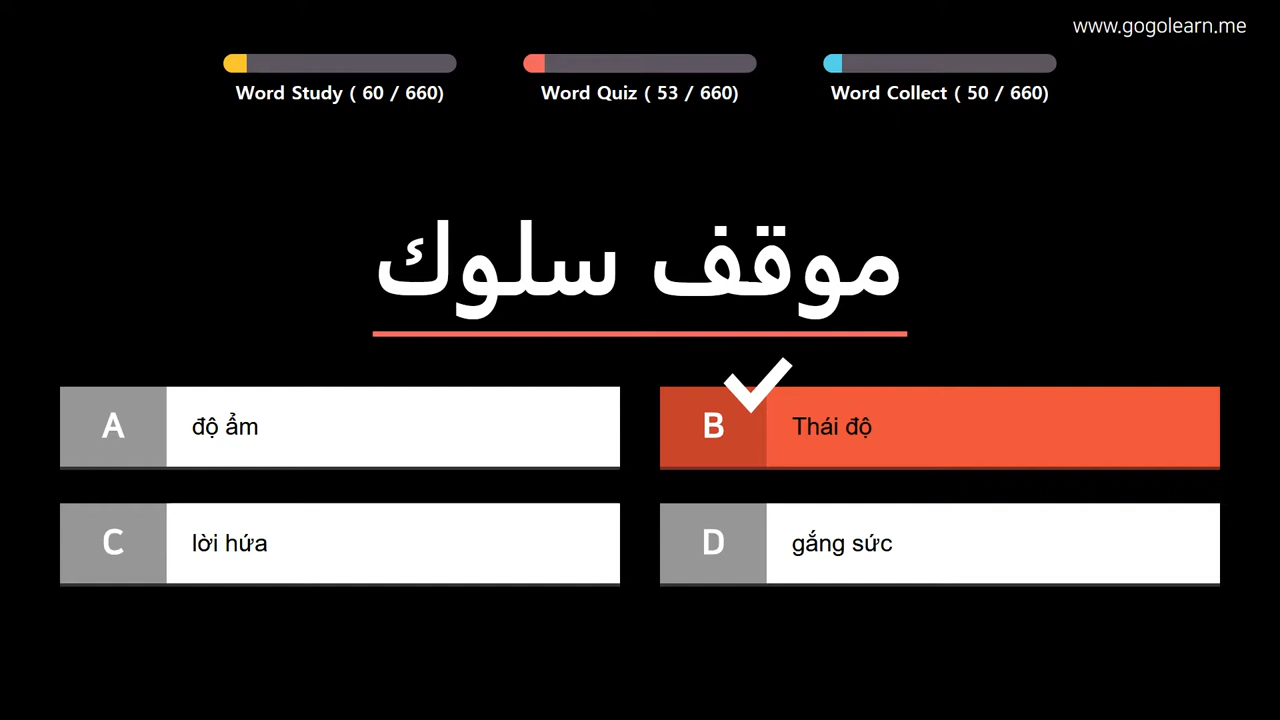 www.gogolearn.me
Word Study ( 60 / 660)
Word Quiz ( 53 / 660)
Word Collect ( 50 / 660)
موقف سلوك
A
độ ẩm
B
Thái độ
C
lời hứa
D
gắng sức